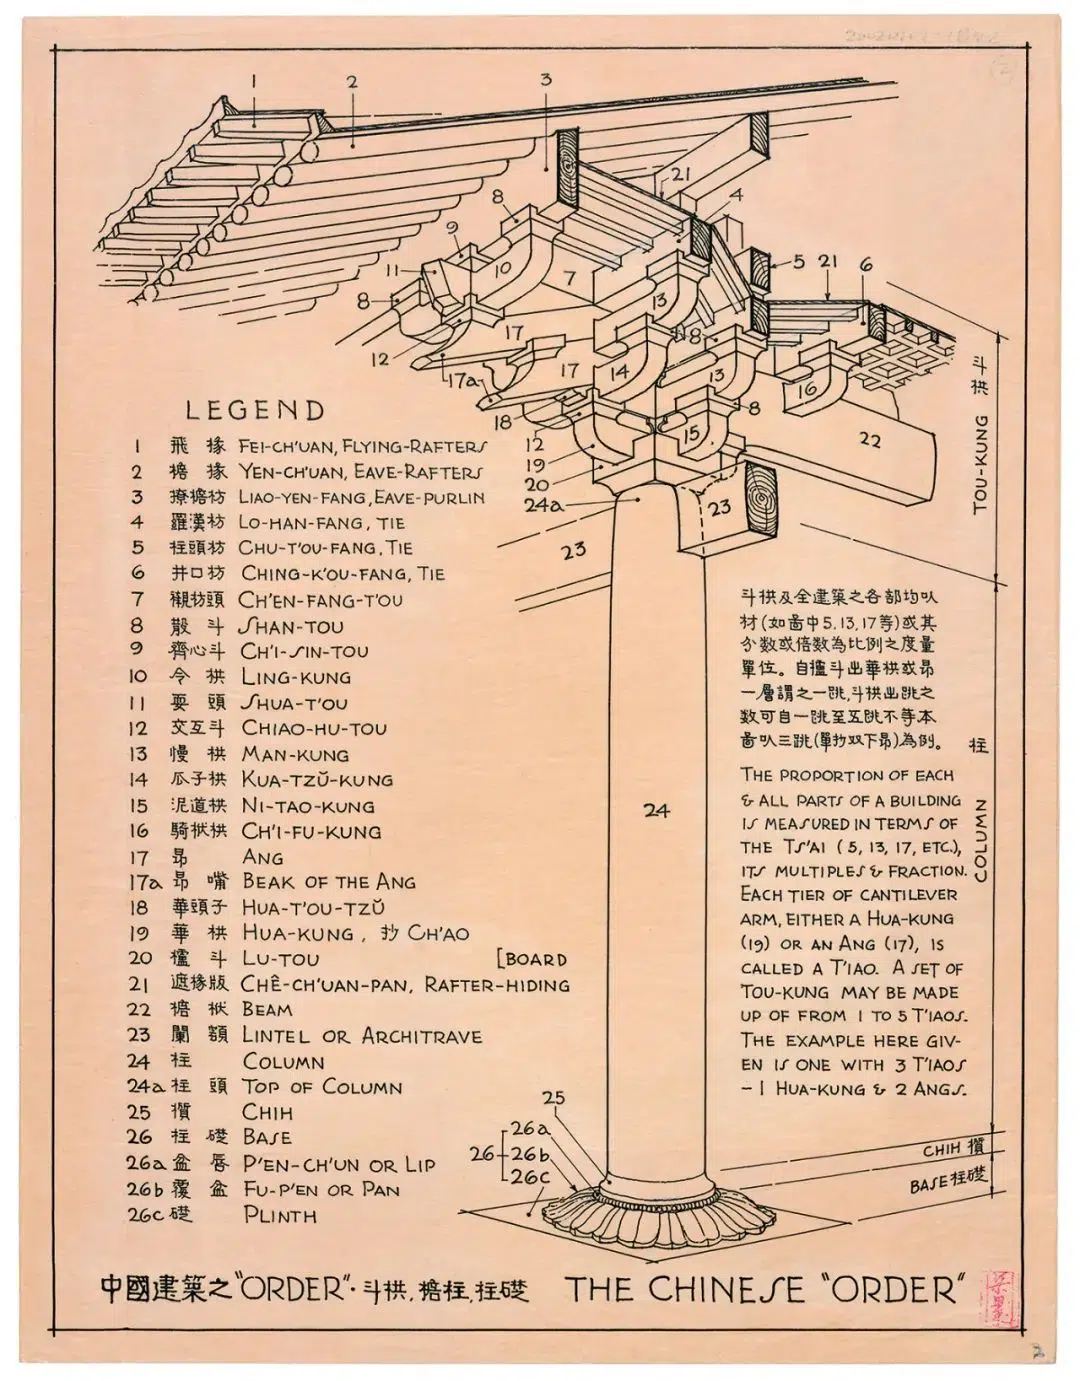 1
2
3
21
4
8
9
11
10
7
5
21
6
8
13
12
17
8
14
13
16
17a
17
18
8
15
22
12
19
20
24a
23
23
斗栱
TOU-KUNG
LEGEND
1 飛椽 FEI-CH'UAN, FLYING-RAFTERS
2 檐椽 YEN-CH'UAN, EAVE-RAFTERS
3 撩檐枋 LIAO-YEN-FANG, EAVE-PURLIN
4 羅漢枋 LO-HAN-FANG, TIE
5 柱頭枋 CHU-T'OU-FANG, TIE
6 井口枋 CHING-K'OU-FANG, TIE
7 襯枋頭 CH'EN-FANG-T'OU
8 散斗 SHAN-TOU
9 齊心斗 CH'I-SIN-TOU
10 令栱 LING-KUNG
11 耍頭 SHUA-T'OU
12 交互斗 CHIAO-HU-TOU
13 慢栱 MAN-KUNG
14 瓜子栱 KUA-TZŬ-KUNG
15 泥道栱 NI-TAO-KUNG
16 騎栿栱 CH'I-FU-KUNG
17 昂 ANG
17a 昂嘴 BEAK OF THE ANG
18 華頭子 HUA-T'OU-TZŬ
19 華栱 HUA-KUNG, 抄 CH'AO
20 櫨斗 LU-TOU
[BOARD
21 遮椽版 CHÊ-CH'UAN-PAN, RAFTER-HIDING
22 檐栿 BEAM
23 闌額 LINTEL OR ARCHITRAVE
24 柱 COLUMN
24a 柱頭 TOP OF COLUMN
25 櫍 CHIH
26 柱礎 BASE
26a 盆唇 P'EN-CH'UN OR LIP
26b 覆盆 FU-P'EN OR PAN
26c 礎 PLINTH
24
斗栱及全建築之各部均以
材(如啚中5,13,17等)或其
分數或倍數為比例之度量
單位。自櫨斗出華栱或昂
一層謂之一跳,斗栱出跳之
數可自一跳至五跳不等本
啚以三跳(單抄双下昂)為例。
THE PROPORTION OF EACH
& ALL PARTS OF A BUILDING
IS MEASURED IN TERMS OF
THE TS'AI (5, 13, 17, ETC.),
ITS MULTIPLES & FRACTION.
EACH TIER OF CANTILEVER
ARM, EITHER A HUA-KUNG
(19) OR AN ANG (17), IS
CALLED A T'IAO. A SET OF
TOU-KUNG MAY BE MADE
UP OF FROM 1 TO 5 T'IAOS.
THE EXAMPLE HERE GIV-
EN IS ONE WITH 3 T'IAOS
- 1 HUA-KUNG & 2 ANGS.
柱
COLUMN
25
26
26a
26b
26c
CHIH 櫍
BASE 柱礎
中國建築之"ORDER"·斗栱,檐柱,柱礎
THE CHINESE "ORDER"
2